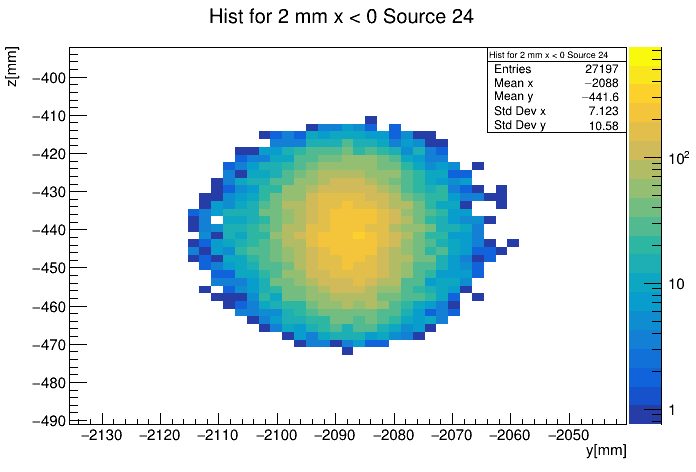 Hist for 2 mm x < 0 Source 24
z[mm]
Hist for 2 mm x < 0 Source 24
Entries 27197
Mean x −2088
Mean y −441.6
Std Dev x 7.123
Std Dev y 10.58
−400
−410
−420
−430
−440
−450
−460
−470
−480
−490
−2130 −2120 −2110 −2100 −2090 −2080 −2070 −2060 −2050
y[mm]
10²
10
1